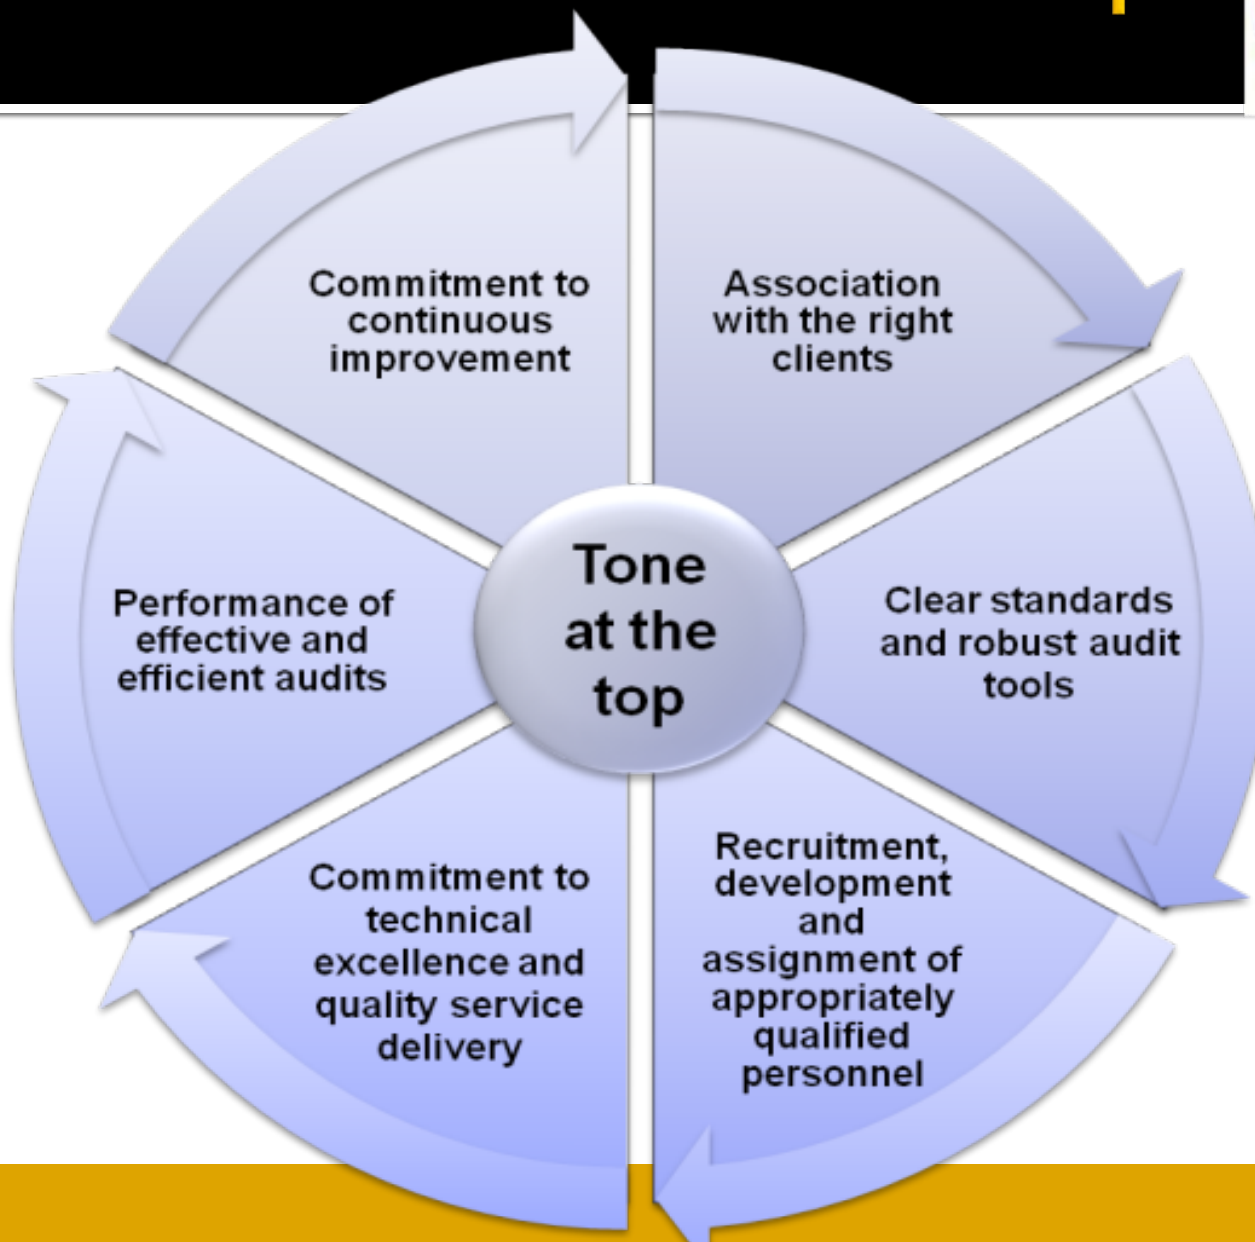 Tone
at the
top
Association
with the right
clients
Clear standards
and robust audit
tools
Recruitment,
development
and
assignment of
appropriately
qualified
personnel
Commitment to
technical
excellence and
quality service
delivery
Performance of
effective and
efficient audits
Commitment to
continuous
improvement